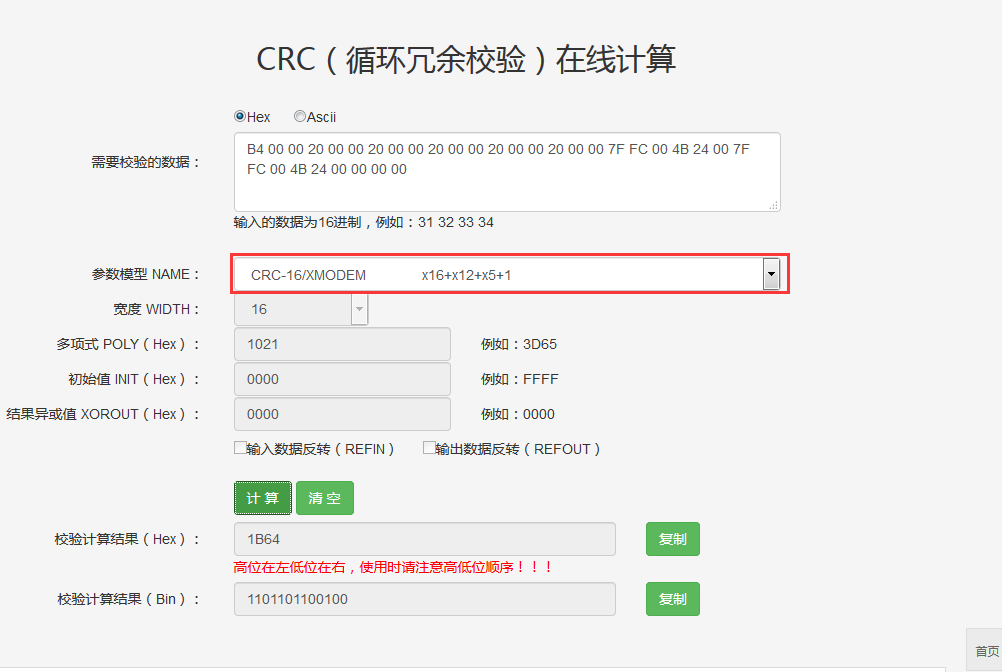 CRC（循环冗余校验）在线计算
Hex Ascii
需要校验的数据：
B4 00 00 20 00 00 20 00 00 20 00 00 20 00 00 20 00 00 7F FC 00 4B 24 00 7F
FC 00 4B 24 00 00 00 00
输入的数据为16进制，例如：31 32 33 34
参数模型 NAME： CRC-16/XMODEM x16+x12+x5+1
宽度 WIDTH： 16
多项式 POLY（Hex）： 1021 例如：3D65
初始值 INIT（Hex）： 0000 例如：FFFF
结果异或值 XOROUT（Hex）： 0000 例如：0000
输入数据反转（REFIN） 输出数据反转（REFOUT）
计算 清空
校验计算结果（Hex）： 1B64 复制
高位在左低位在右，使用时请注意高低位顺序！！！
校验计算结果（Bin）： 1101101100100 复制
首页